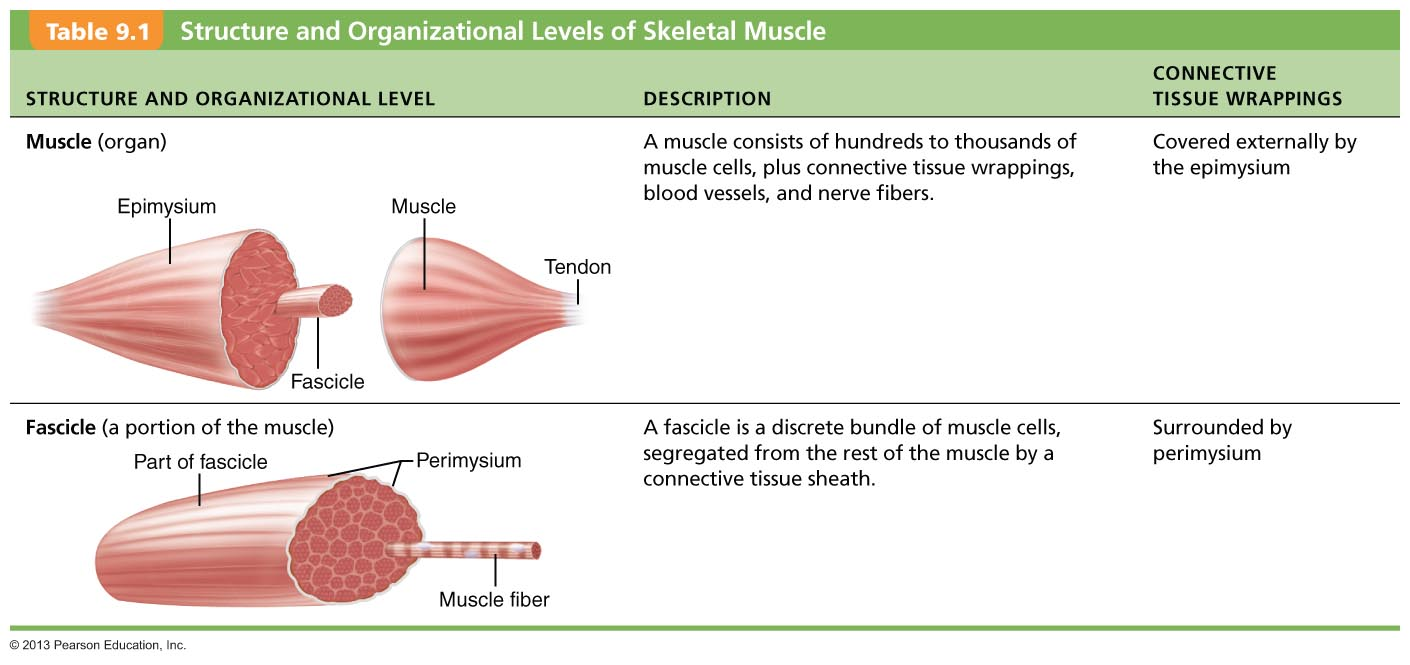 Table 9.1 Structure and Organizational Levels of Skeletal Muscle
STRUCTURE AND ORGANIZATIONAL LEVEL
DESCRIPTION
CONNECTIVE
TISSUE WRAPPINGS
Muscle (organ)
Epimysium
Muscle
Tendon
Fascicle
A muscle consists of hundreds to thousands of
muscle cells, plus connective tissue wrappings,
blood vessels, and nerve fibers.
Covered externally by
the epimysium
Fascicle (a portion of the muscle)
Part of fascicle
Perimysium
Muscle fiber
A fascicle is a discrete bundle of muscle cells,
segregated from the rest of the muscle by a
connective tissue sheath.
Surrounded by
perimysium
© 2013 Pearson Education, Inc.